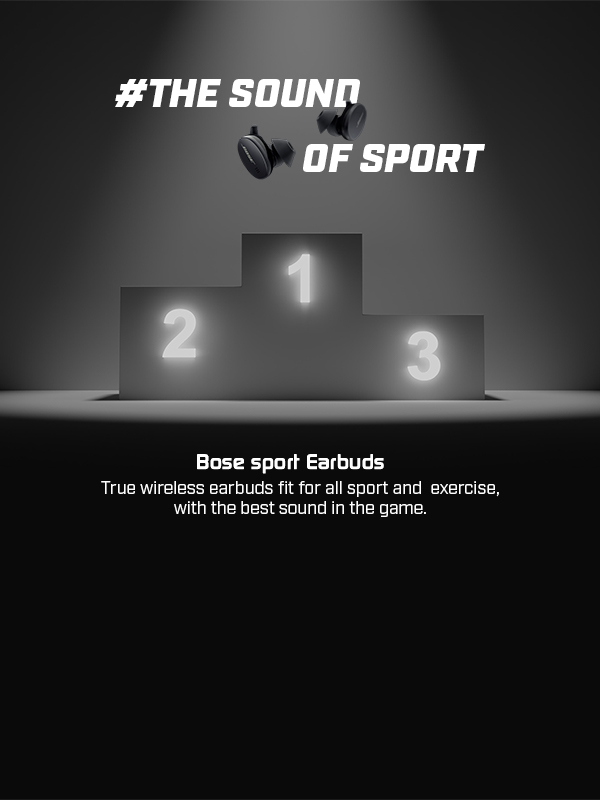 #THE SOUND
OF SPORT
1
2
3
Bose sport Earbuds
True wireless earbuds fit for all sport and  exercise,
with the best sound in the game.